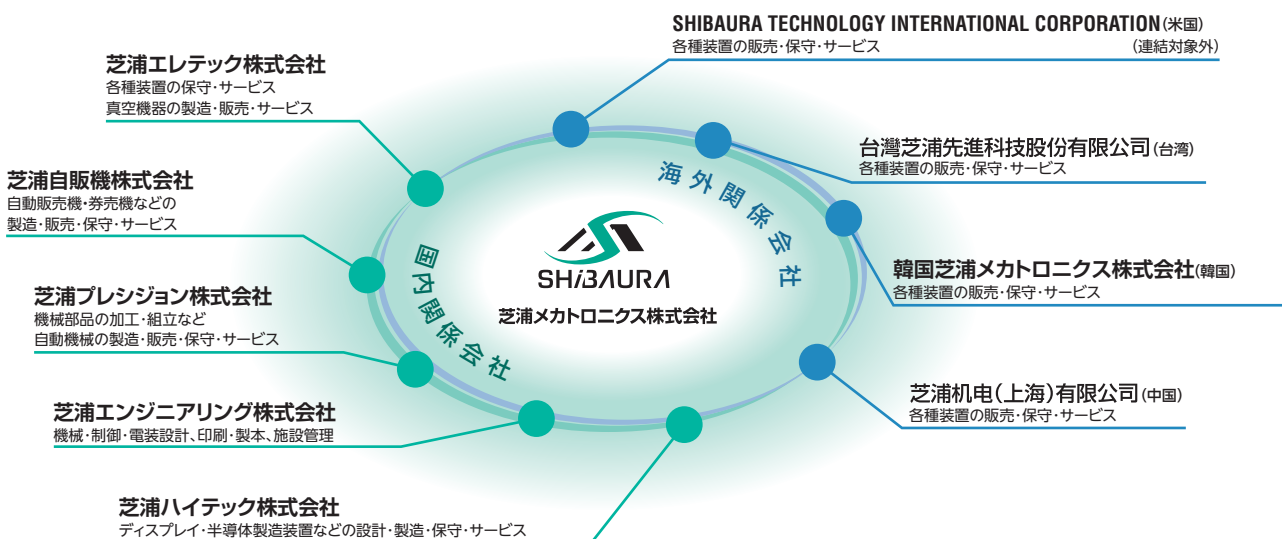 SHIBAURA TECHNOLOGY INTERNATIONAL CORPORATION(米国)
各種装置の販売・保守・サービス (連結対象外)
芝浦エレテック株式会社
各種装置の保守・サービス
真空機器の製造・販売・サービス
台灣芝浦先進科技股份有限公司(台湾)
各種装置の販売・保守・サービス
芝浦自販機株式会社
自動販売機・券売機などの
製造・販売・保守・サービス
海外関係会社
韓国芝浦メカトロニクス株式会社(韓国)
各種装置の販売・保守・サービス
国内関係会社
SHiBAURA
芝浦メカトロニクス株式会社
芝浦プレシジョン株式会社
機械部品の加工・組立など
自動機械の製造・販売・保守・サービス
芝浦机电(上海)有限公司(中国)
各種装置の販売・保守・サービス
芝浦エンジニアリング株式会社
機械・制御・電装設計、印刷・製本、施設管理
芝浦ハイテック株式会社
ディスプレイ・半導体製造装置などの設計・製造・保守・サービス